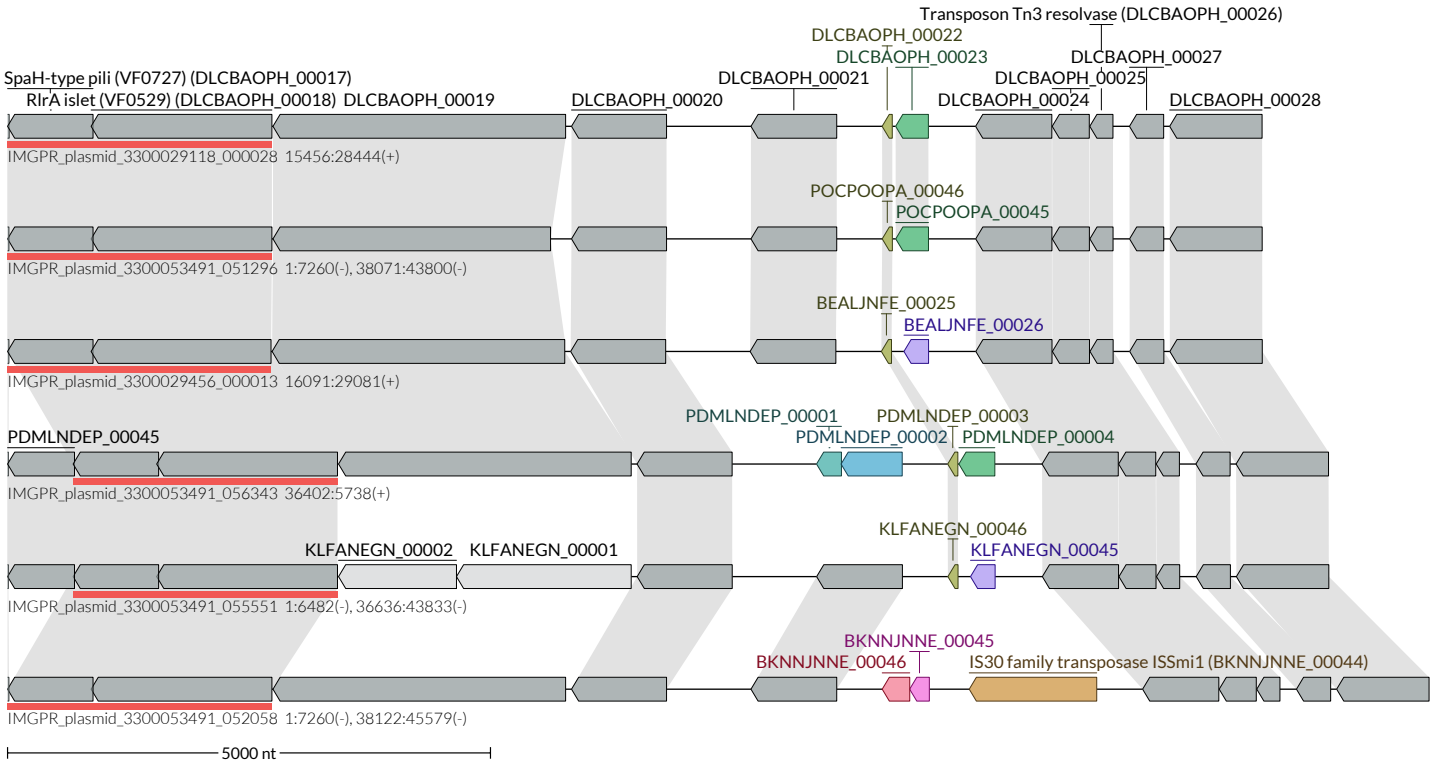 Transposon Tn3 resolvase (DLCBAOPH_00026)
DLCBAOPH_00022
DLCBAOPH_00023
DLCBAOPH_00027
SpaH-type pili (VF0727) (DLCBAOPH_00017)
DLCBAOPH_00021
DLCBAOPH_00025
RlrA islet (VF0529) (DLCBAOPH_00018)
DLCBAOPH_00019
DLCBAOPH_00020
DLCBAOPH_00024
DLCBAOPH_00028
IMGPR_plasmid_3300029118_000028 15456:28444(+)
POCPOOPA_00046
POCPOOPA_00045
IMGPR_plasmid_3300053491_051296 1:7260(-), 38071:43800(-)
BEALJNFE_00025
BEALJNFE_00026
IMGPR_plasmid_3300029456_000013 16091:29081(+)
PDMLNDEP_00001
PDMLNDEP_00003
PDMLNDEP_00045
PDMLNDEP_00002
PDMLNDEP_00004
IMGPR_plasmid_3300053491_056343 36402:5738(+)
KLFANEGN_00046
KLFANEGN_00002
KLFANEGN_00001
KLFANEGN_00045
IMGPR_plasmid_3300053491_055551 1:6482(-), 36636:43833(-)
BKNNJNNE_00045
BKNNJNNE_00046
IS30 family transposase ISSmi1 (BKNNJNNE_00044)
IMGPR_plasmid_3300053491_052058 1:7260(-), 38122:45579(-)
5000 nt